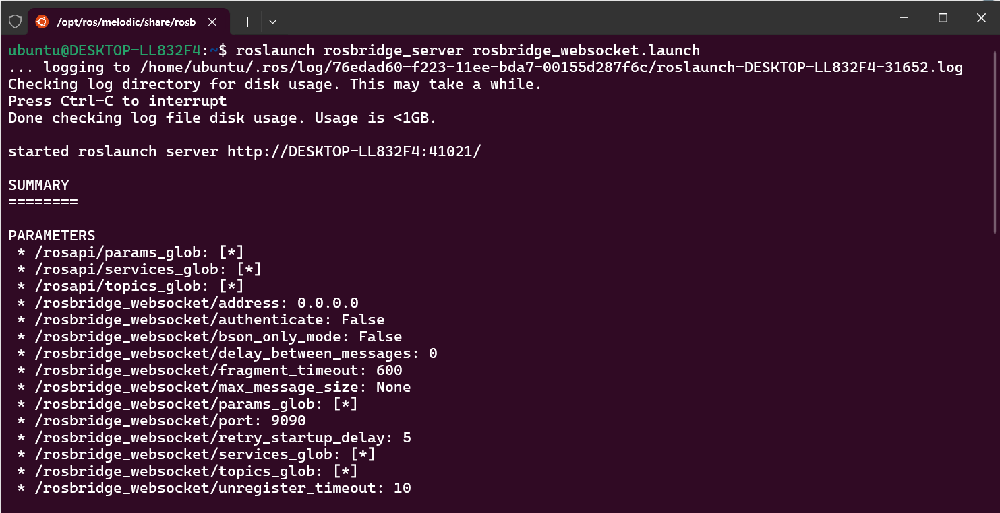 /opt/ros/melodic/share/rosb
ubuntu@DESKTOP-LL832F4:~$ roslaunch rosbridge_server rosbridge_websocket.launch
... logging to /home/ubuntu/.ros/log/76edad60-f223-11ee-bda7-00155d287f6c/roslaunch-DESKTOP-LL832F4-31652.log
Checking log directory for disk usage. This may take a while.
Press Ctrl-C to interrupt
Done checking log file disk usage. Usage is <1GB.
started roslaunch server http://DESKTOP-LL832F4:41021/
SUMMARY
========
PARAMETERS
* /rosapi/params_glob: [*]
* /rosapi/services_glob: [*]
* /rosapi/topics_glob: [*]
* /rosbridge_websocket/address: 0.0.0.0
* /rosbridge_websocket/authenticate: False
* /rosbridge_websocket/bson_only_mode: False
* /rosbridge_websocket/delay_between_messages: 0
* /rosbridge_websocket/fragment_timeout: 600
* /rosbridge_websocket/max_message_size: None
* /rosbridge_websocket/params_glob: [*]
* /rosbridge_websocket/port: 9090
* /rosbridge_websocket/retry_startup_delay: 5
* /rosbridge_websocket/services_glob: [*]
* /rosbridge_websocket/topics_glob: [*]
* /rosbridge_websocket/unregister_timeout: 10